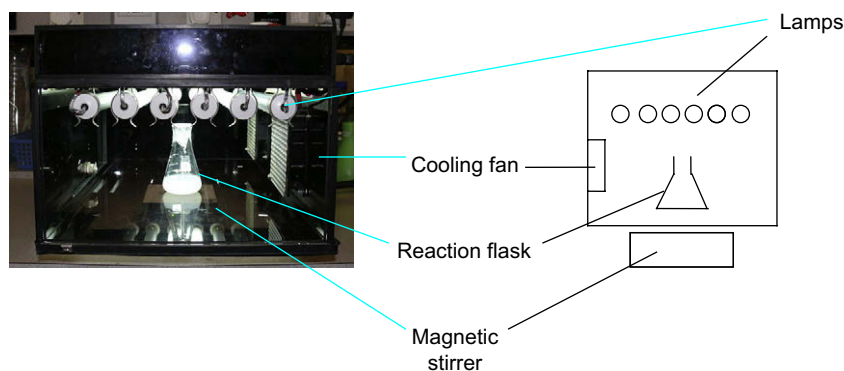 Lamps
Cooling fan
Reaction flask
Magnetic
stirrer